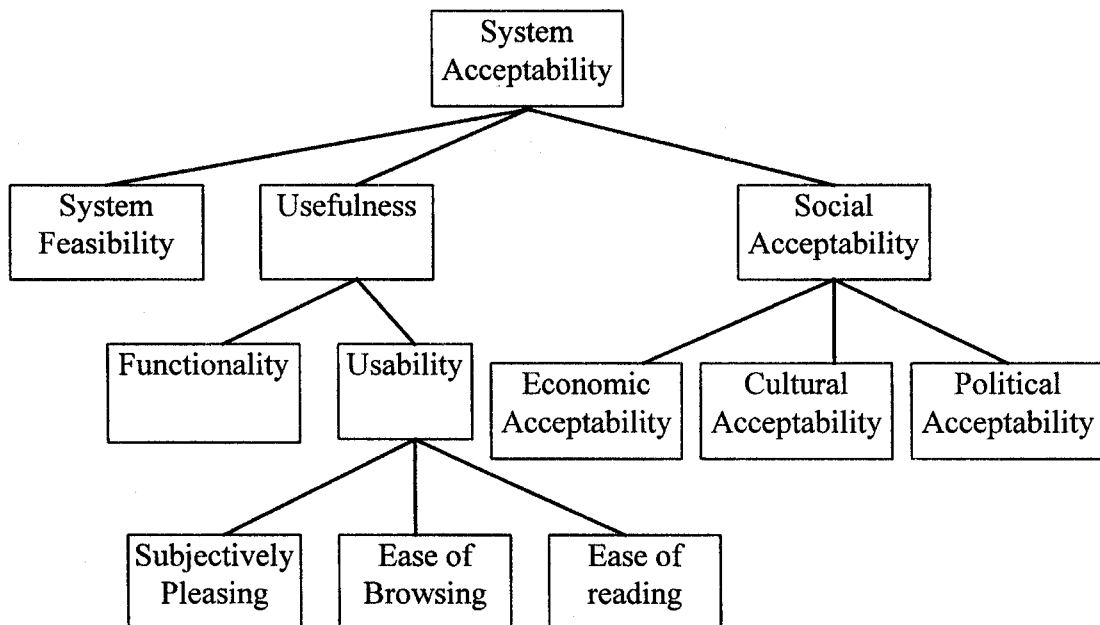 System
Acceptability
System
Feasibility
Usefulness
Social
Acceptability
Functionality
Usability
Economic
Acceptability
Cultural
Acceptability
Political
Acceptability
Subjectively
Pleasing
Ease of
Browsing
Ease of
reading